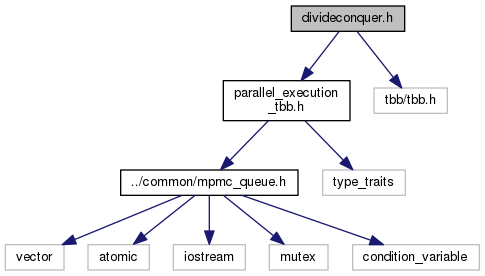 divideconquer.h
parallel_execution
_tbb.h
tbb/tbb.h
../common/mpmc_queue.h
type_traits
vector
atomic
iostream
mutex
condition_variable